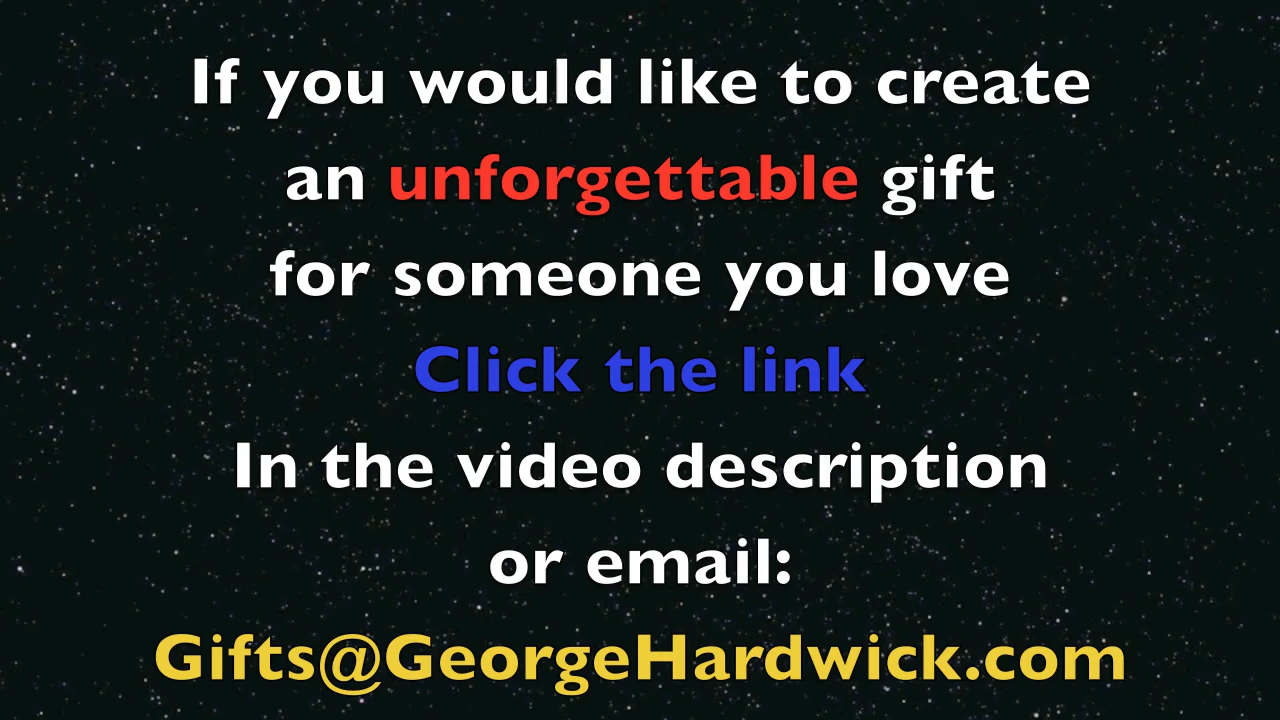 If you would like to create
an unforgettable gift
for someone you love
Click the link
In the video description
or email:
Gifts@GeorgeHardwick.com